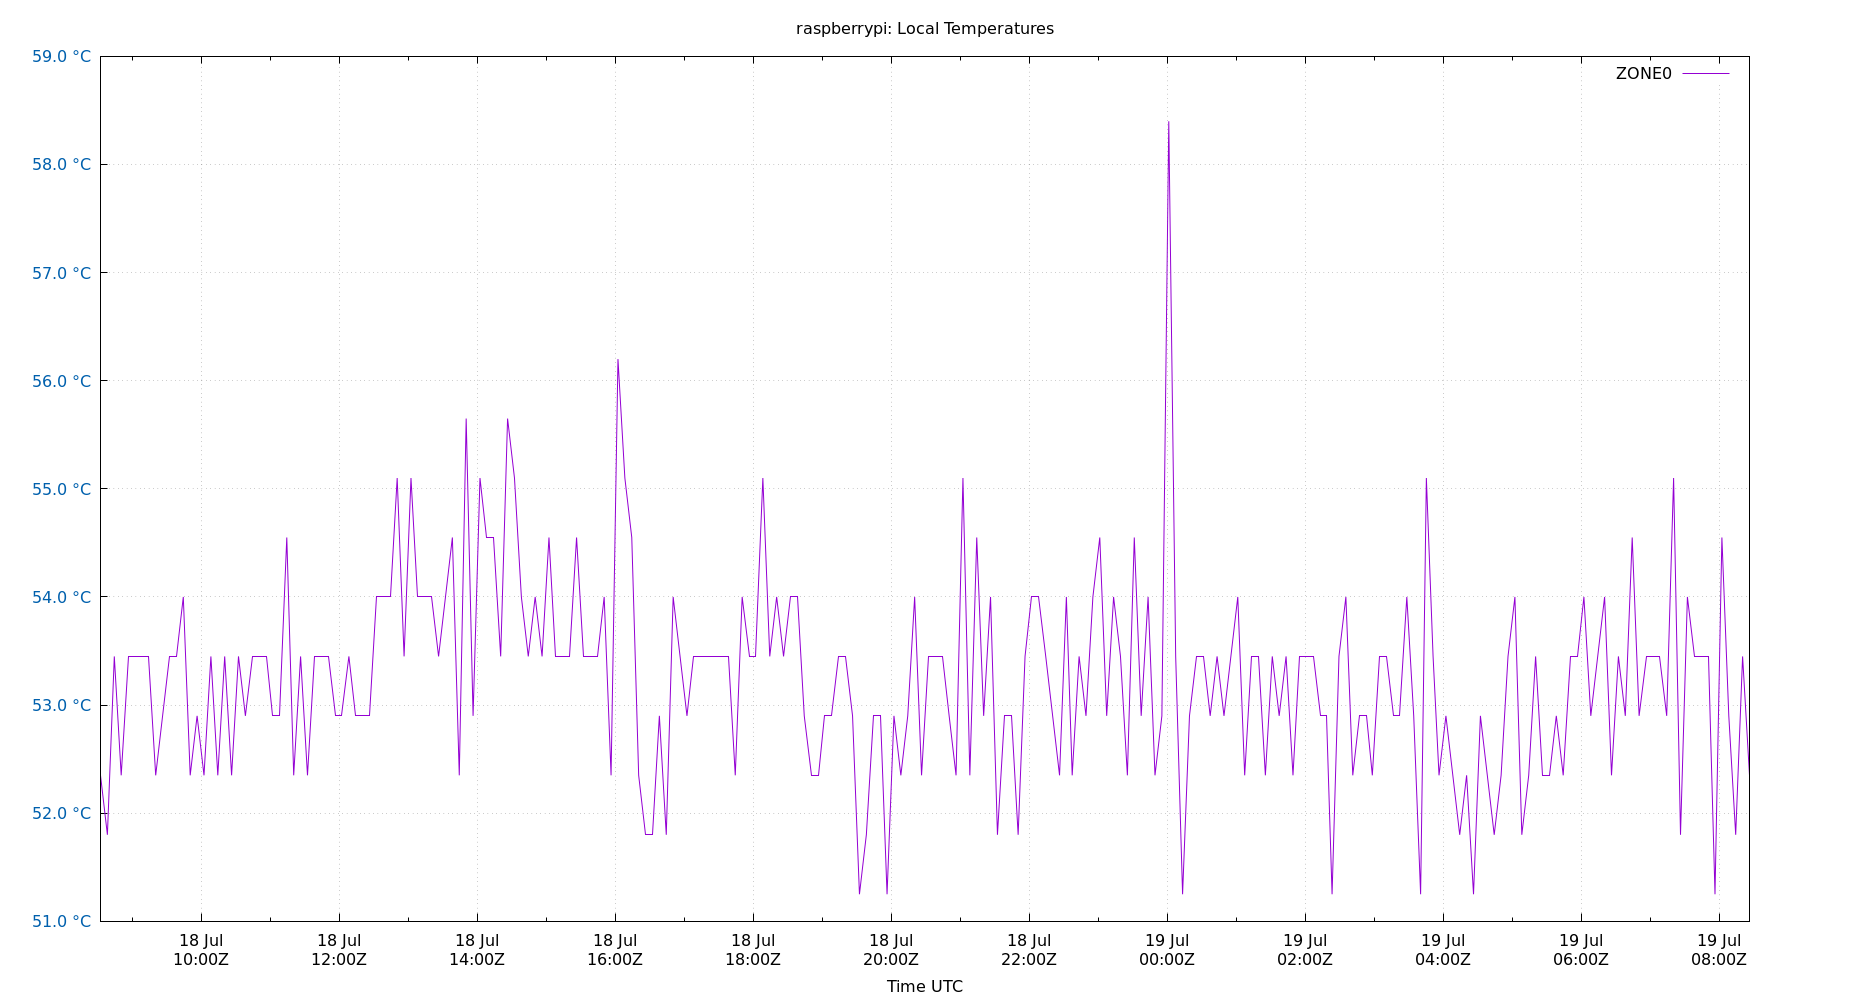 raspberrypi: Local Temperatures
59.0 °C
ZONE0
58.0 °C
57.0 °C
56.0 °C
55.0 °C
54.0 °C
53.0 °C
52.0 °C
51.0 °C
18 Jul 18 Jul 18 Jul 18 Jul 18 Jul 18 Jul 18 Jul 19 Jul 19 Jul 19 Jul 19 Jul 19 Jul
10:00Z 12:00Z 14:00Z 16:00Z 18:00Z 20:00Z 22:00Z 00:00Z 02:00Z 04:00Z 06:00Z 08:00Z
Time UTC